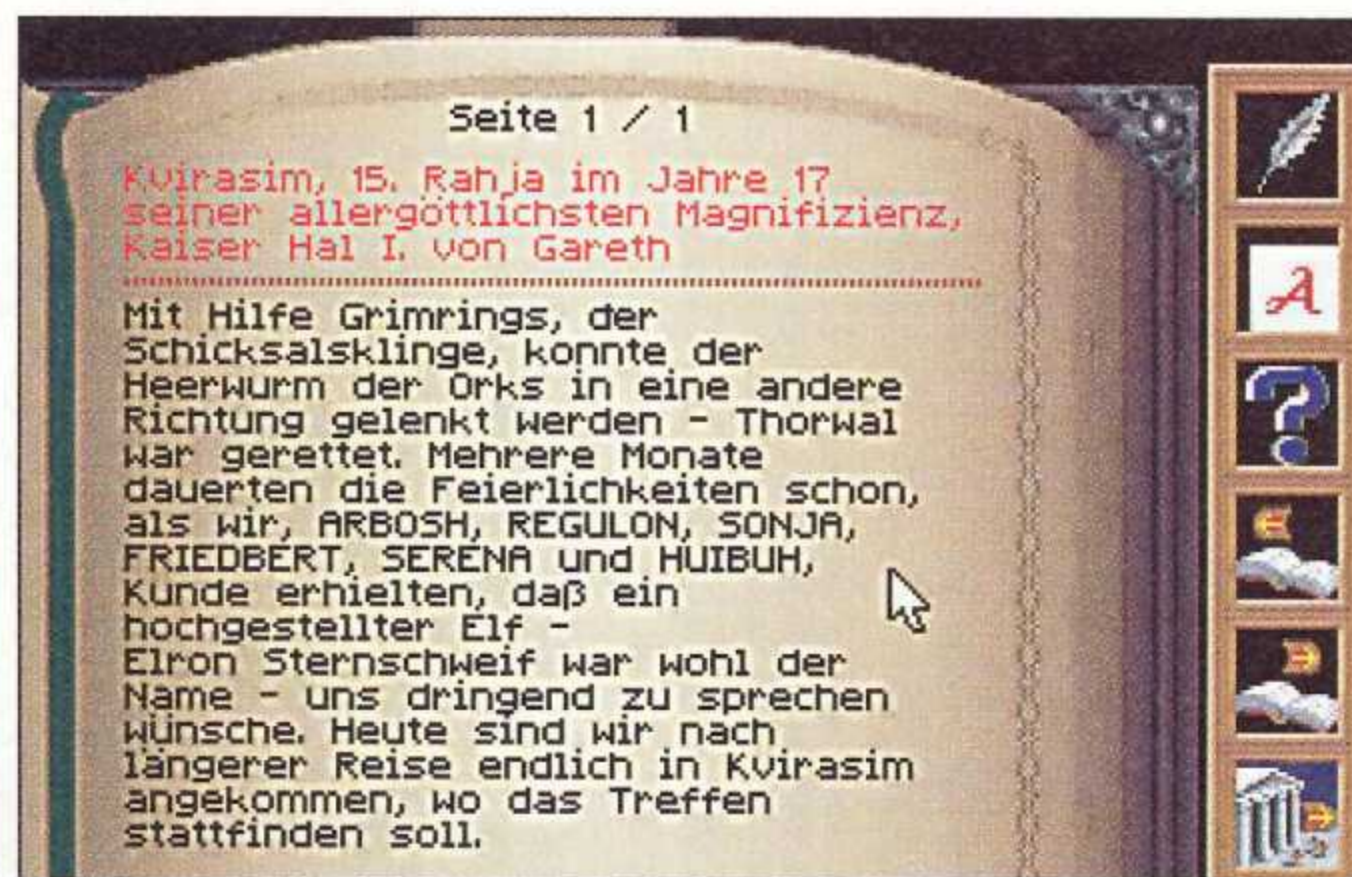 Seite 1 / 1
Kvirasim, 15. Rahja im Jahre 17
seiner allergöttlichsten Magnifizienz,
Kaiser Hal I. von Gareth
Mit Hilfe Grimrings, der
Schicksalsklinge, konnte der
Heerwurm der Orks in eine andere
Richtung gelenkt werden - Thorwal
war gerettet. Mehrere Monate
dauerten die Feierlichkeiten schon,
als wir, ARBOSH, REGULON, SONJA,
FRIEDBERT, SERENA und HUIBUH,
Kunde erhielten, daß ein
hochgestellter Elf -
Elron Sternschweif war wohl der
Name - uns dringend zu sprechen
wünsche. Heute sind wir nach
längerer Reise endlich in Kvirasim
angekommen, wo das Treffen
stattfinden soll.
A
?